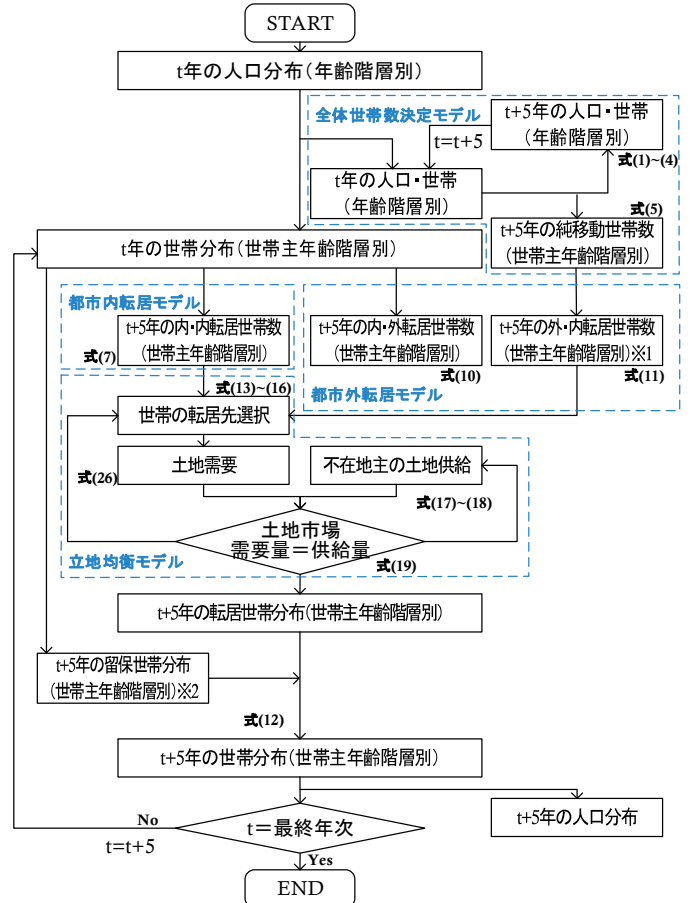 START
t年の人口分布(年齢階層別)
全体世帯数決定モデル
t+5年の人口・世帯
(年齢階層別)
t=t+5
式(1)~(4)
t年の人口・世帯
(年齢階層別)
式(5)
t+5年の純移動世帯数
(世帯主年齢階層別)
t年の世帯分布(世帯主年齢階層別)
都市内転居モデル
t+5年の内・内転居世帯数
(世帯主年齢階層別)
式(7)
t+5年の内・外転居世帯数
(世帯主年齢階層別)
式(10)
t+5年の外・内転居世帯数
(世帯主年齢階層別)※1
式(11)
都市外転居モデル
式(13)~(16)
世帯の転居先選択
土地需要
式(26)
不在地主の土地供給
式(17)~(18)
土地市場
需要量＝供給量
式(19)
立地均衡モデル
t+5年の転居世帯分布(世帯主年齢階層別)
t+5年の留保世帯分布
(世帯主年齢階層別)※2
式(12)
t+5年の世帯分布(世帯主年齢階層別)
t+5年の人口分布
No
t＝最終年次
t=t+5
Yes
END